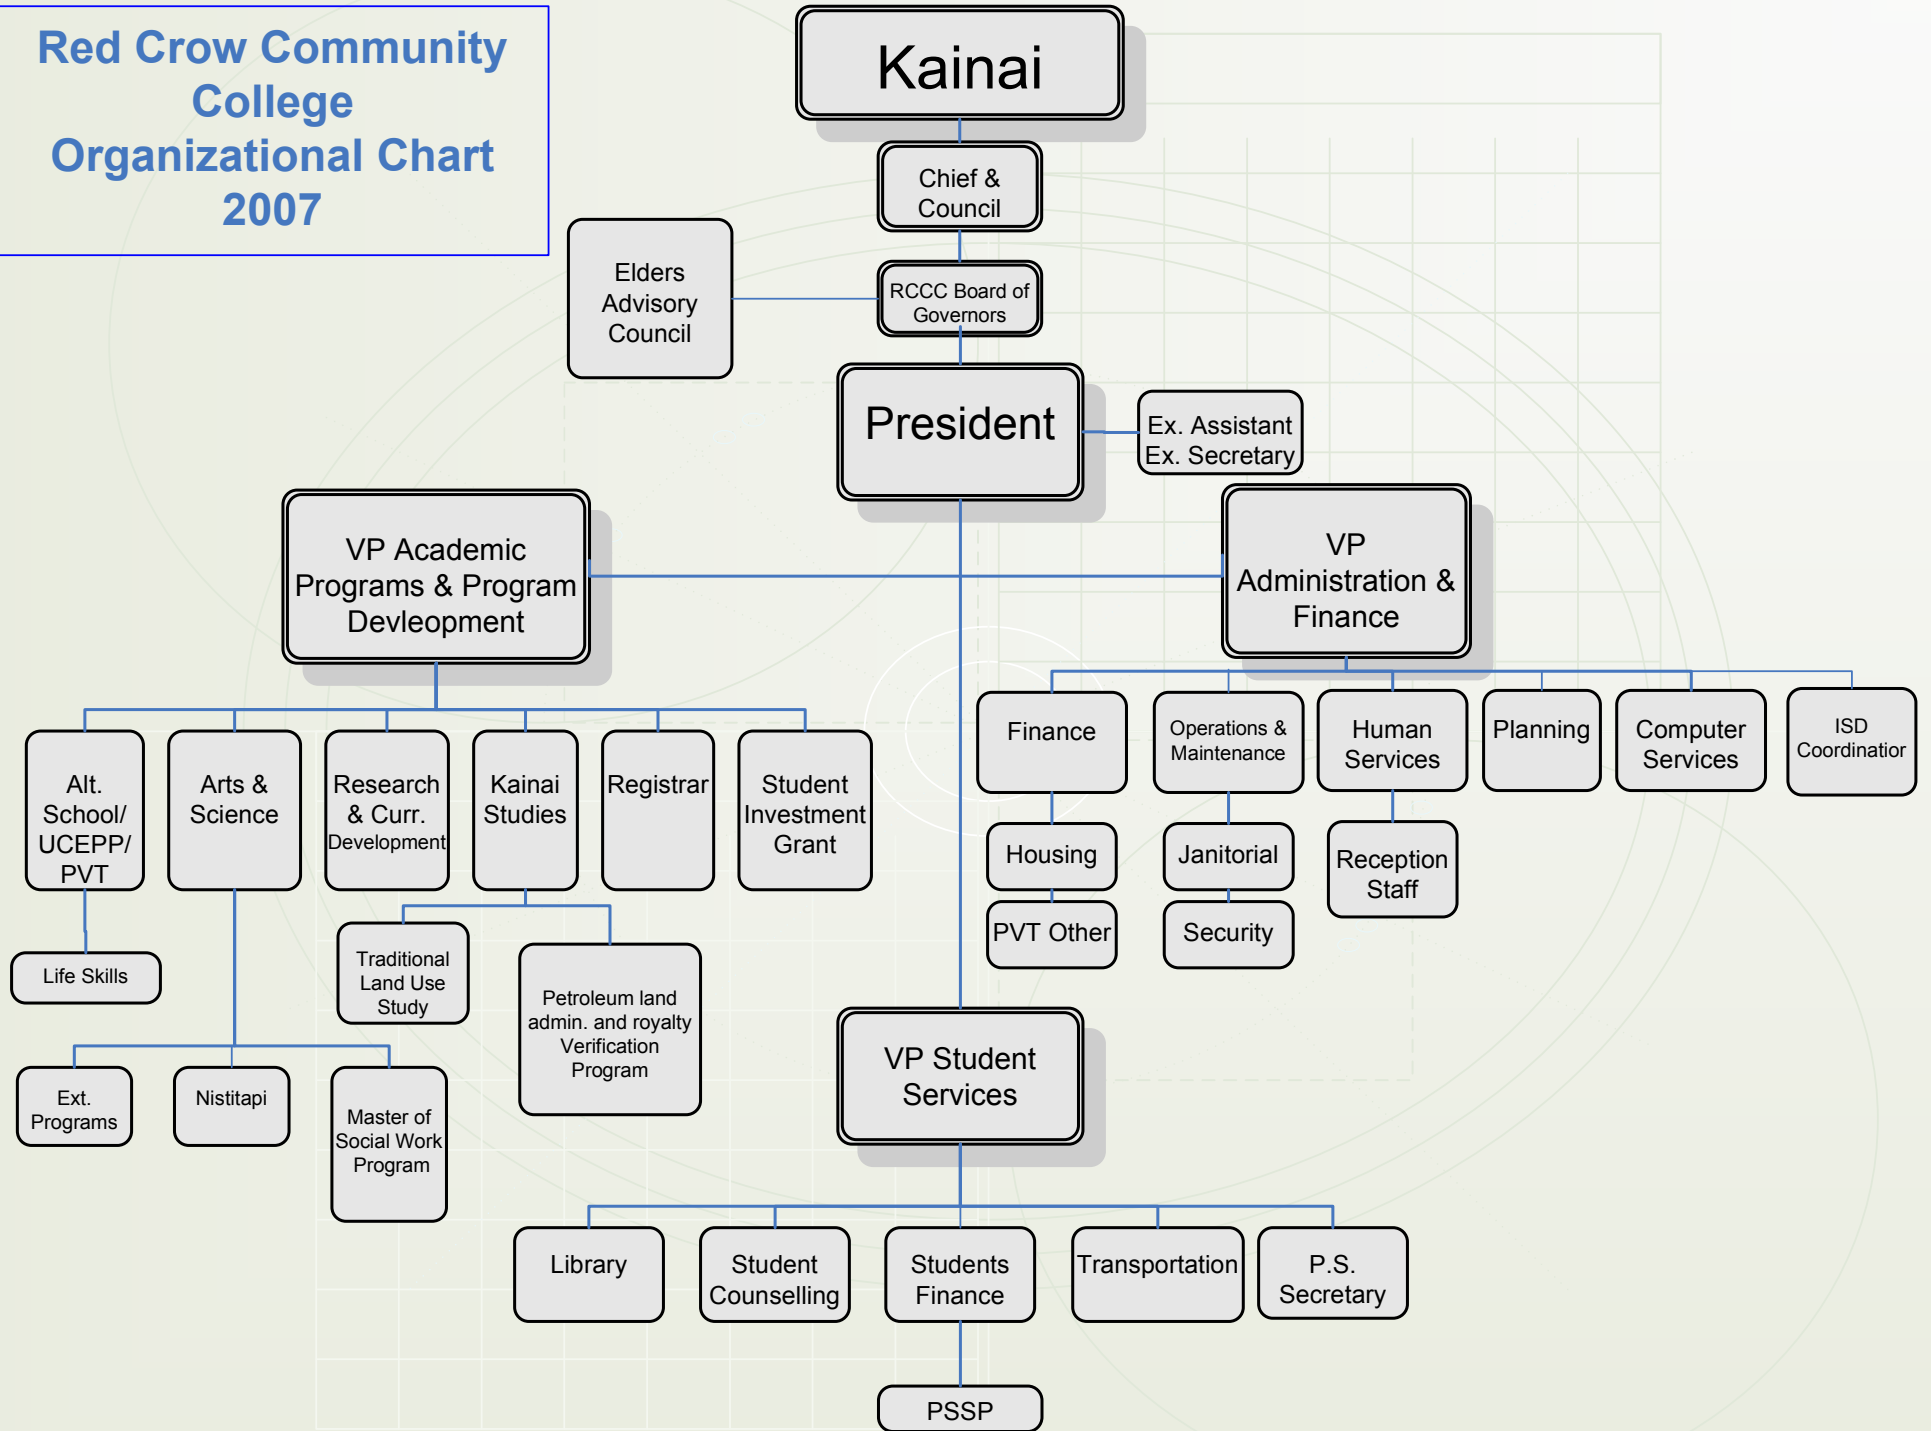 Red Crow Community
College
Organizational Chart
2007
Kainai
Chief &
Council
Elders
Advisory
Council
RCCC Board of
Governors
President
Ex. Assistant
Ex. Secretary
VP Academic
Programs & Program
Devleopment
VP
Administration &
Finance
Alt.
School/
UCEPP/
PVT
Arts &
Science
Research
& Curr.
Development
Kainai
Studies
Registrar
Student
Investment
Grant
Finance
Operations &
Maintenance
Human
Services
Planning
Computer
Services
ISD
Coordinatior
Housing
Janitorial
Reception
Staff
PVT Other
Security
Life Skills
Traditional
Land Use
Study
Petroleum land
admin. and royalty
Verification
Program
Ext.
Programs
Nistitapi
Master of
Social Work
Program
VP Student
Services
Library
Student
Counselling
Students
Finance
Transportation
P.S.
Secretary
PSSP